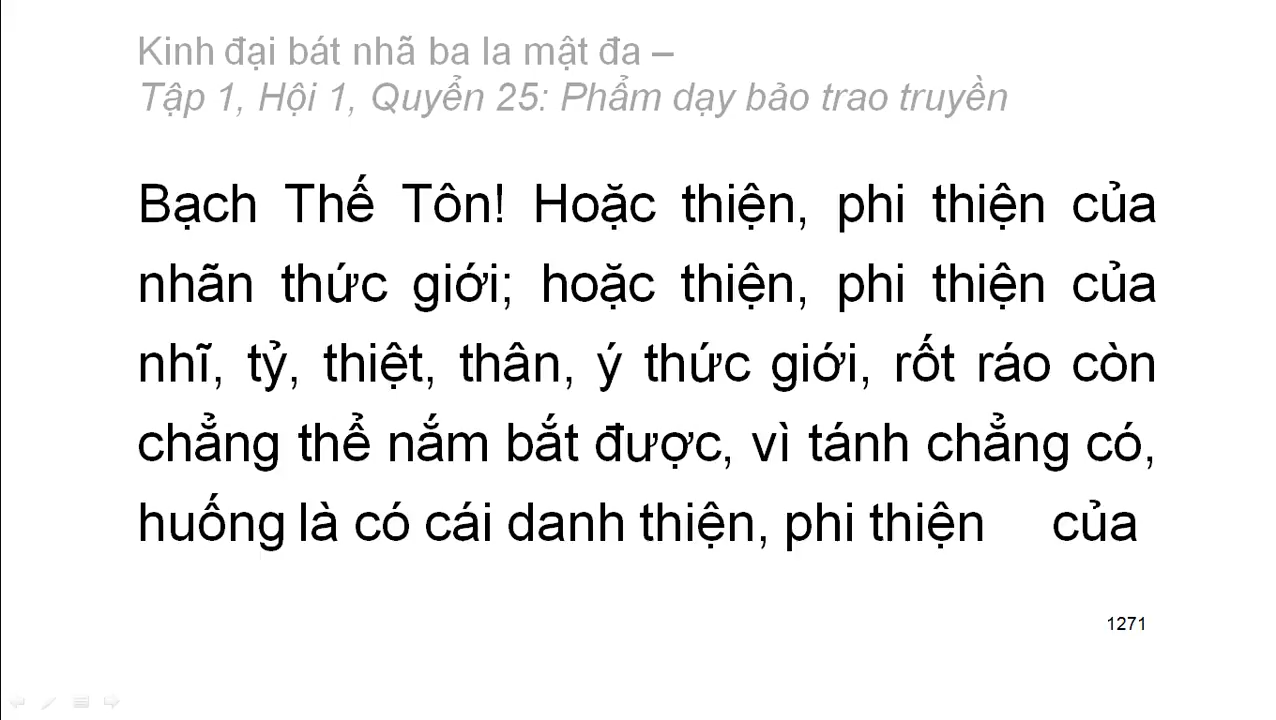 Kinh đại bát nhã ba la mật đa –
Tập 1, Hội 1, Quyển 25: Phẩm dạy bảo trao truyền
Bạch Thế Tôn! Hoặc thiện, phi thiện của
nhãn thức giới; hoặc thiện, phi thiện của
nhĩ, tỷ, thiệt, thân, ý thức giới, rốt ráo còn
chẳng thể nắm bắt được, vì tánh chẳng có,
huống là có cái danh thiện, phi thiện của
1271